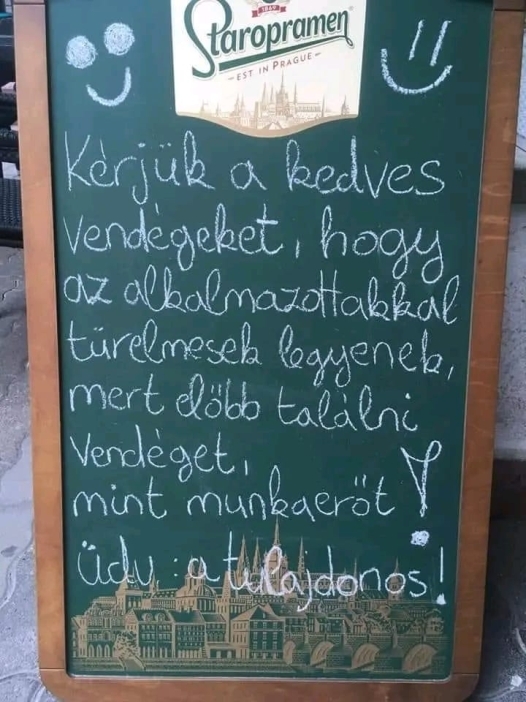 1869
Staropramen
EST IN PRAGUE
Kérjük a kedves
vendégeket, hogy
az alkalmazottakkal
türelmesek legyenek,
mert előbb találni
vendéget,
mint munkaerőt!
Üdv: a tulajdonos!